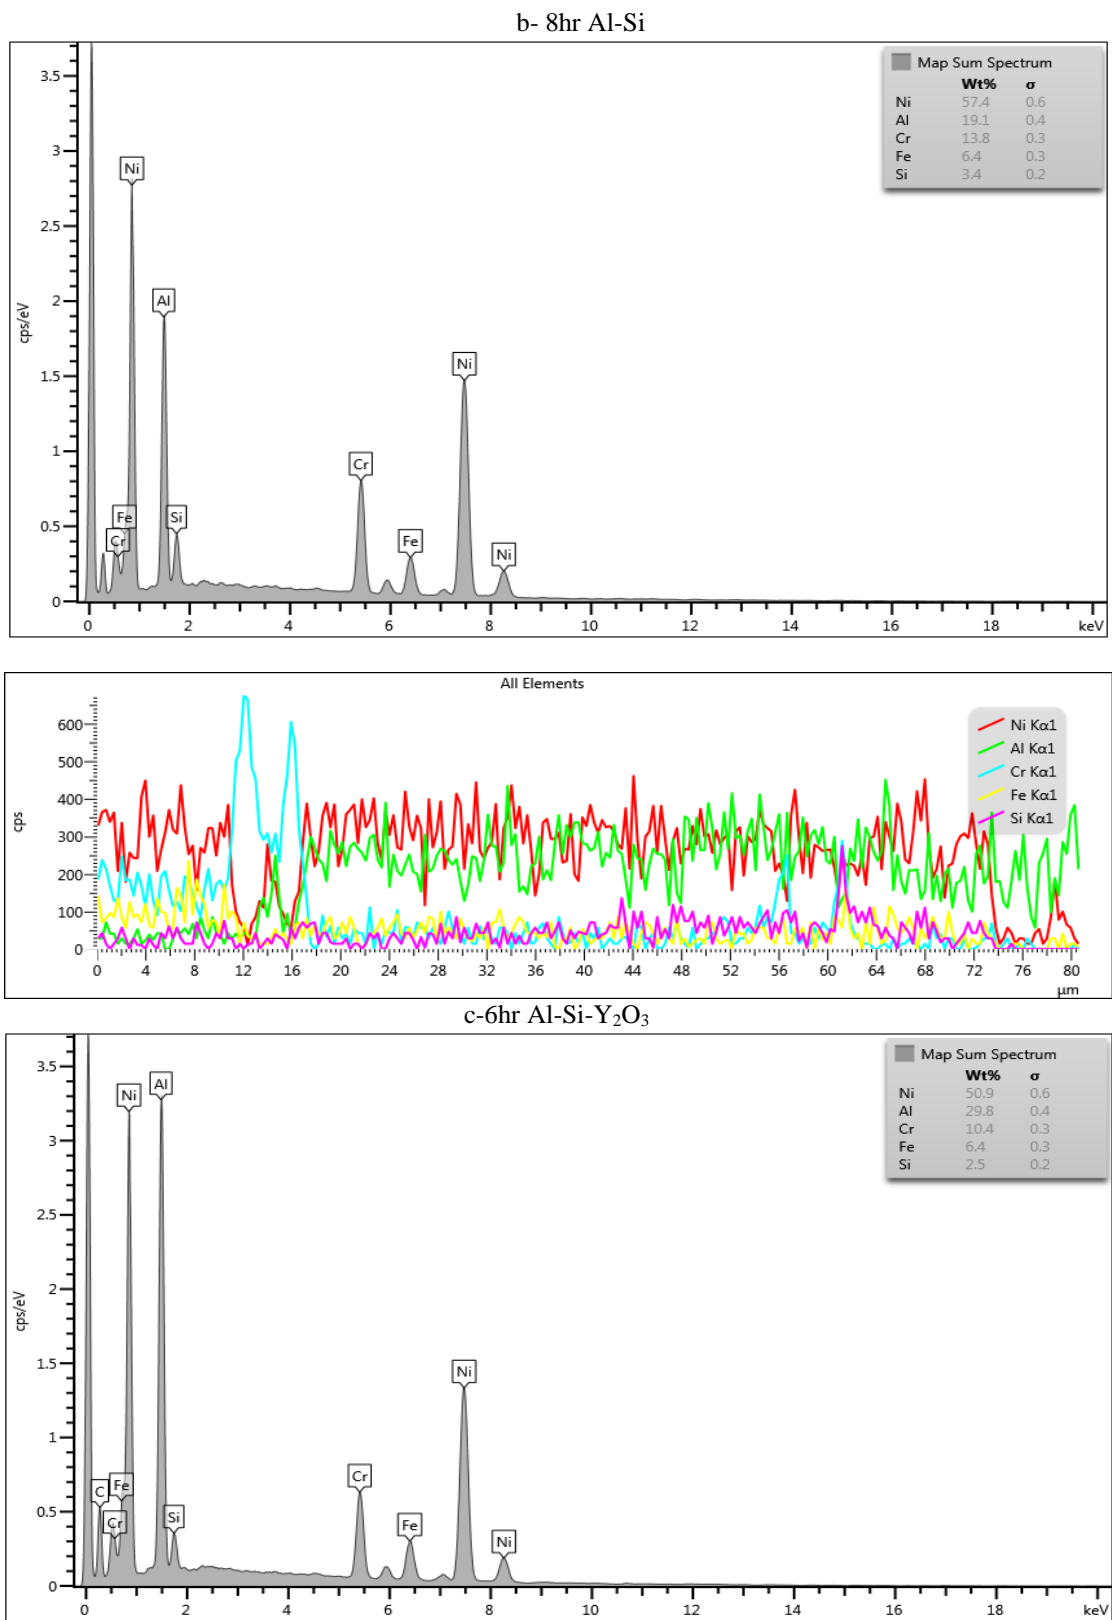 b- 8hr Al-Si
Map Sum Spectrum
Wt% σ
Ni 57.4 0.6
Al 19.1 0.4
Cr 13.8 0.3
Fe 6.4 0.3
Si 3.4 0.2
3.5
3
2.5
2
1.5
1
0.5
0
cps/eV
Ni
Al
Ni
Cr
Fe
Si
Cr
Fe
Ni
0 2 4 6 8 10 12 14 16 18 keV
All Elements
600
500
400
300
200
100
0
cps
Ni Kα1
Al Kα1
Cr Kα1
Fe Kα1
Si Kα1
0 4 8 12 16 20 24 28 32 36 40 44 48 52 56 60 64 68 72 76 80
µm
c-6hr Al-Si-Y₂O₃
Map Sum Spectrum
Wt% σ
Ni 50.9 0.6
Al 29.8 0.4
Cr 10.4 0.3
Fe 6.4 0.3
Si 2.5 0.2
3.5
3
2.5
2
1.5
1
0.5
0
cps/eV
Ni
Al
Ni
C
Fe
Cr
Si
Cr
Fe
Ni
0 2 4 6 8 10 12 14 16 18 keV